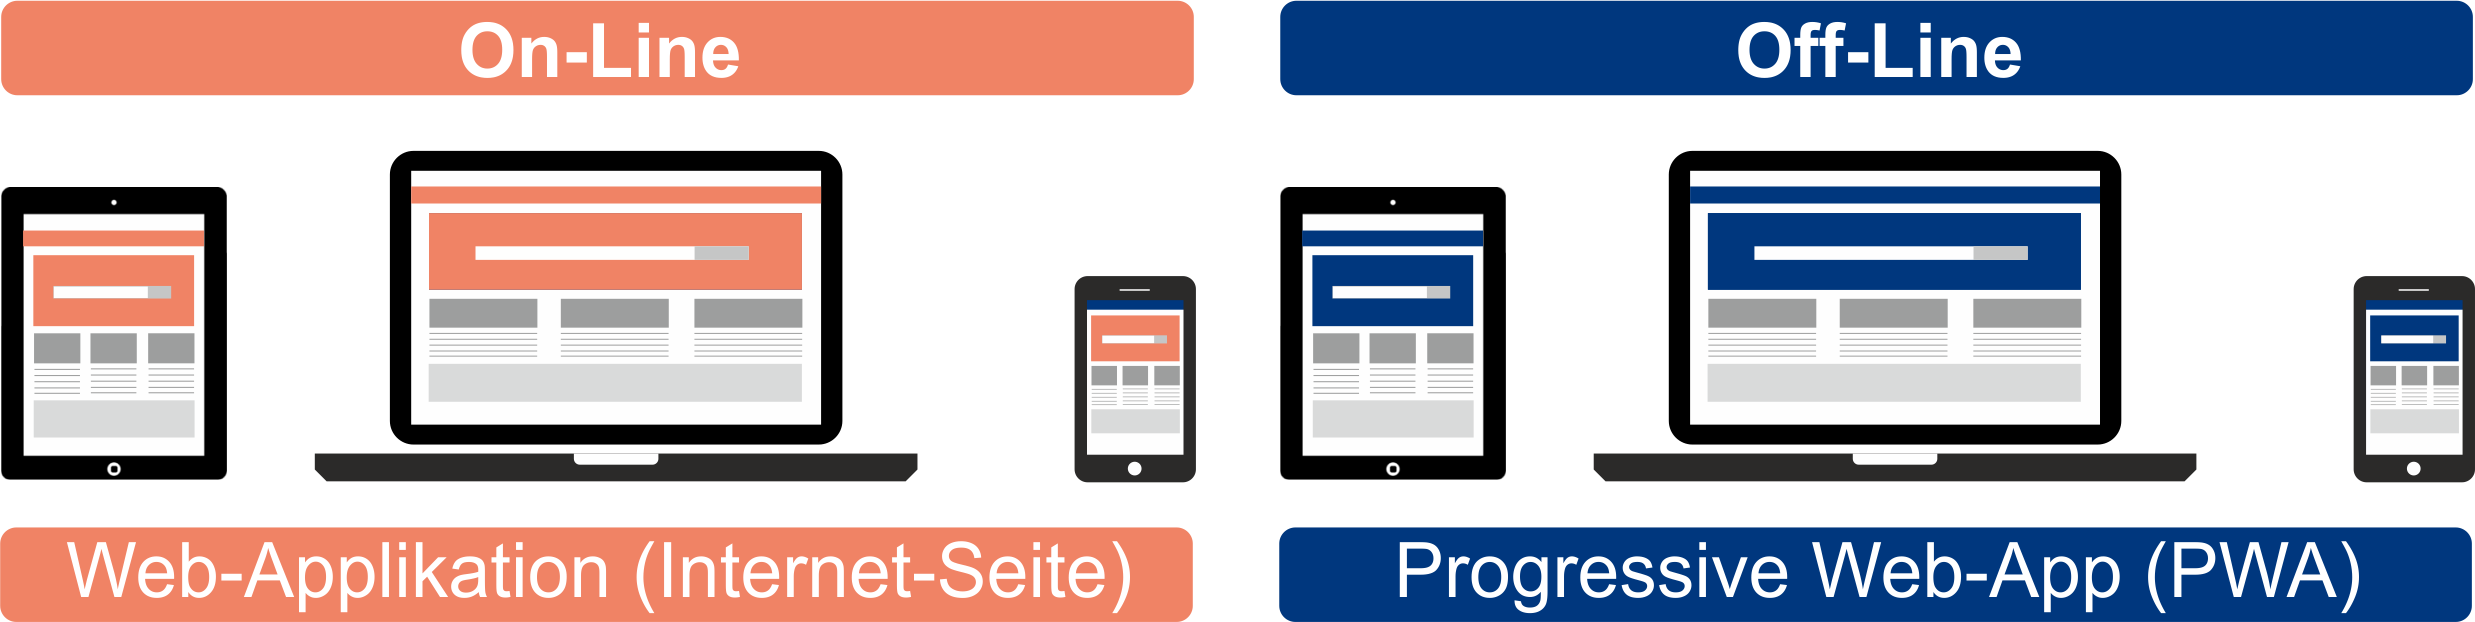 On-Line
Off-Line
Web-Applikation (Internet-Seite)
Progressive Web-App (PWA)